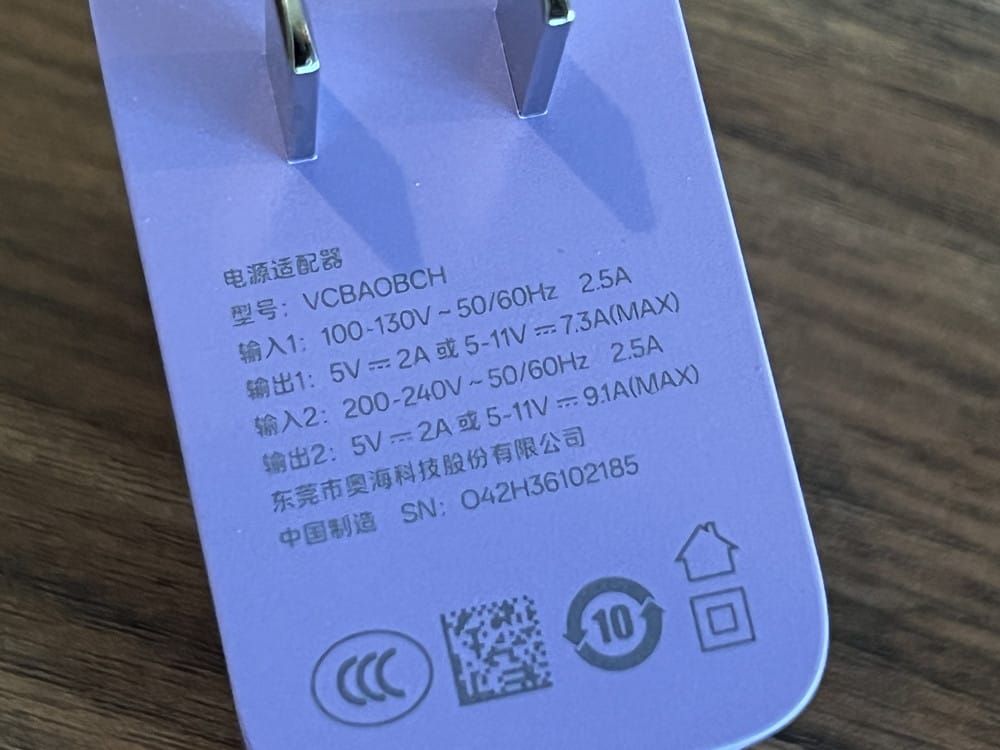 电源适配器
型号：VCBAOBCH
输入1：100-130V~50/60Hz 2.5A
输出1：5V⎓2A 或 5-11V⎓7.3A(MAX)
输入2：200-240V~50/60Hz 2.5A
输出2：5V⎓2A 或 5-11V⎓9.1A(MAX)
东莞市奥海科技股份有限公司
中国制造 SN：O42H36102185
CCC
10